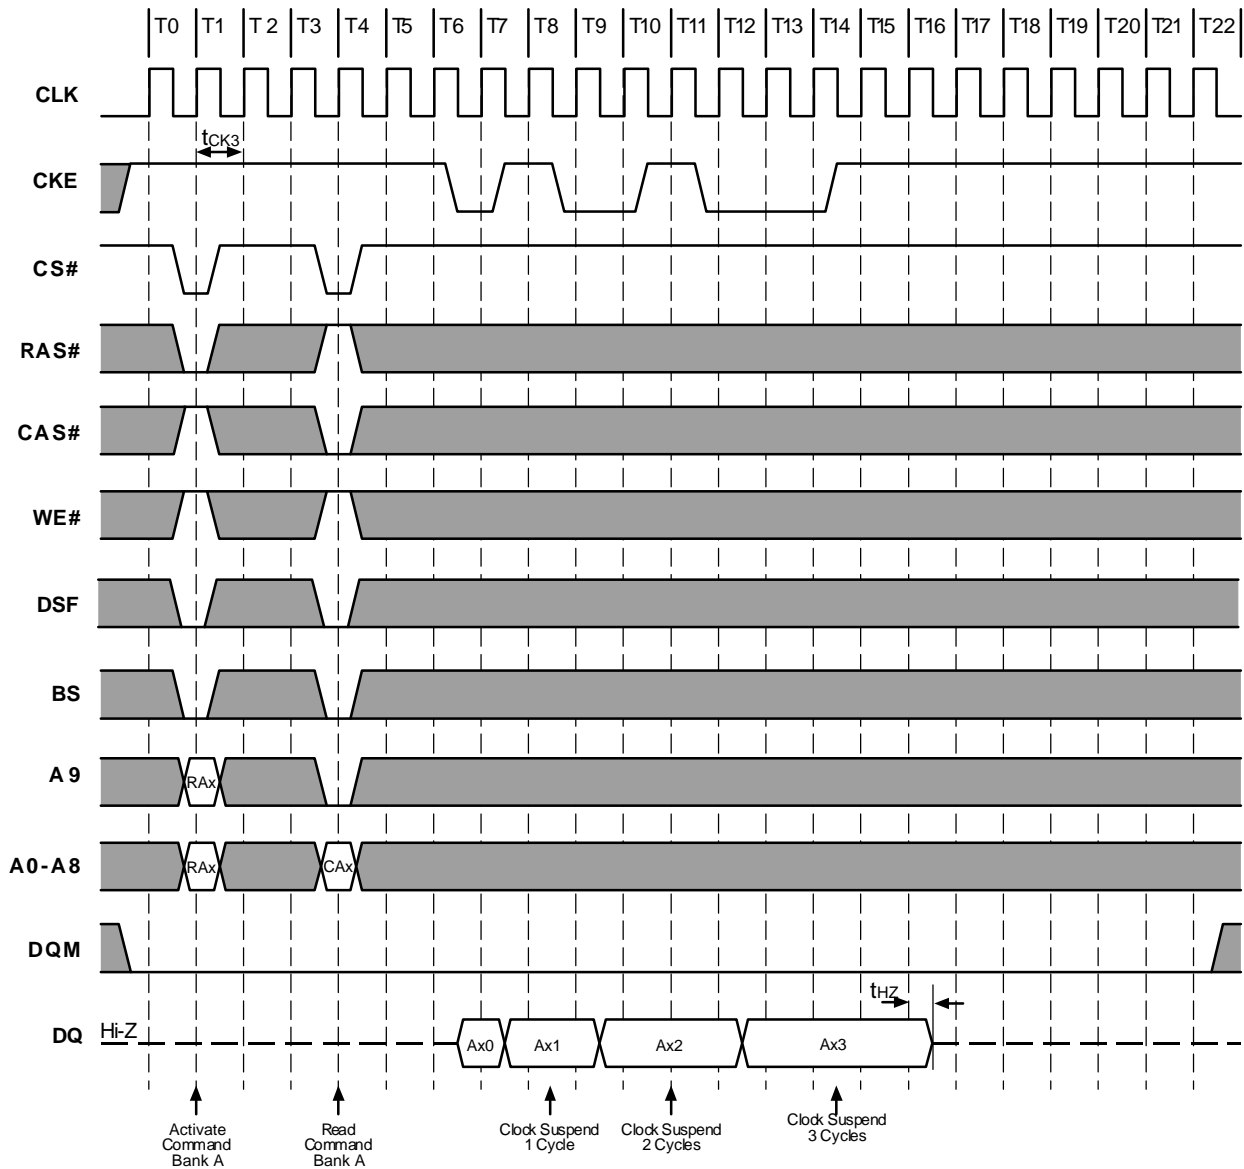 T0 T1 T 2 T3 T4 T5 T6 T7 T8 T9 T10 T11 T12 T13 T14 T15 T16 T17 T18 T19 T20 T21 T22
CLK
tCK3
CKE
CS#
RAS#
CAS#
WE#
DSF
BS
A9
RAx
A0-A8
RAx CAx
DQM
tHZ
DQ Hi-Z
Ax0 Ax1 Ax2 Ax3
Activate
Command
Bank A
Read
Command
Bank A
Clock Suspend
1 Cycle
Clock Suspend
2 Cycles
Clock Suspend
3 Cycles